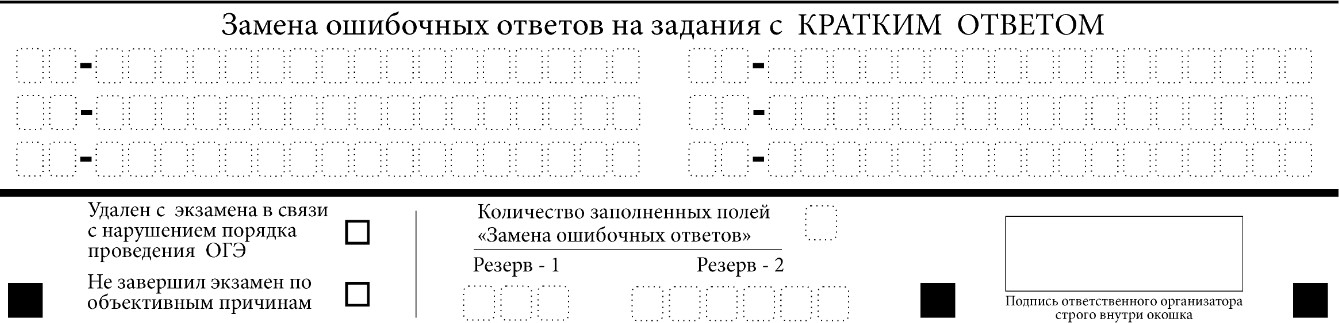 Замена ошибочных ответов на задания с КРАТКИМ ОТВЕТОМ
-
-
-
-
-
-
Удален с экзамена в связи
с нарушением порядка
проведения ОГЭ
Не завершил экзамен по
объективным причинам
Количество заполненных полей
«Замена ошибочных ответов»
Резерв - 1
Резерв - 2
Подпись ответственного организатора
строго внутри окошка